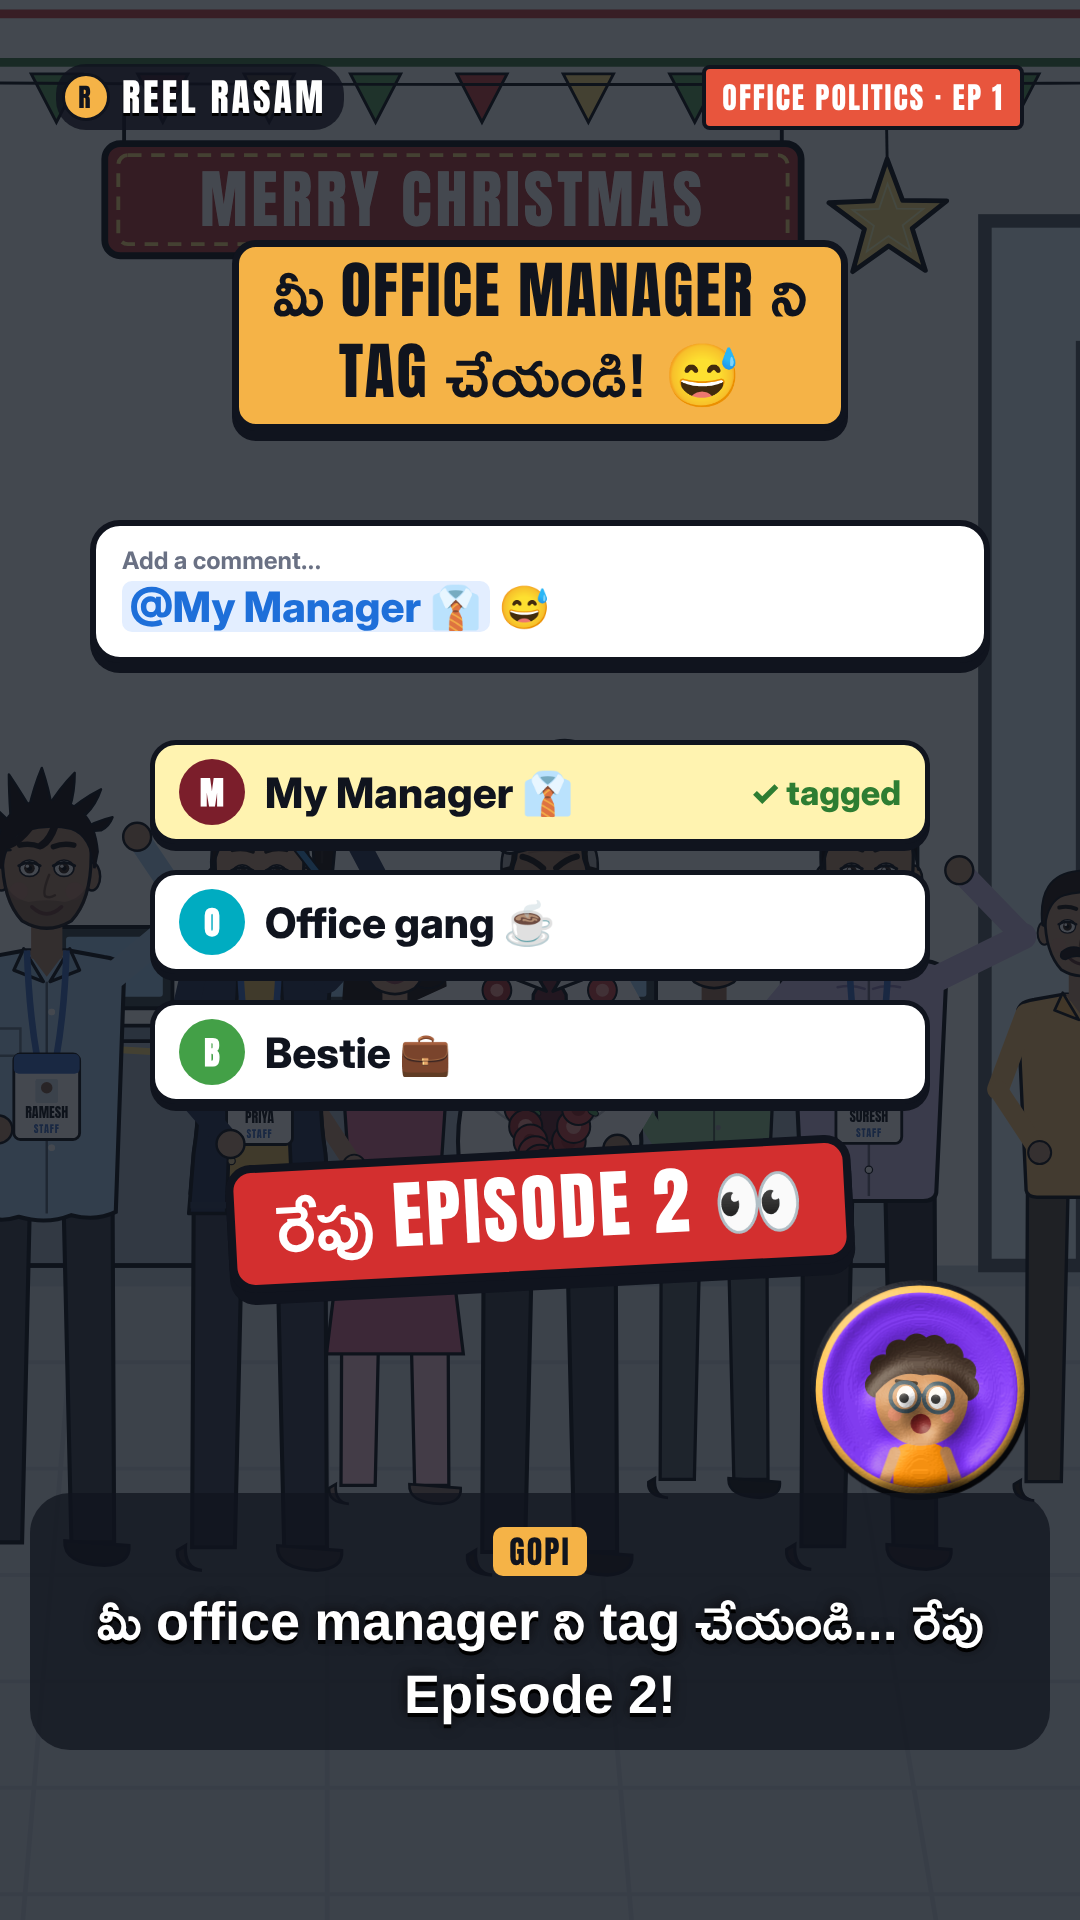 R REEL RASAM
OFFICE POLITICS · EP 1
MERRY CHRISTMAS
మీ OFFICE MANAGER ని
TAG చేయండి! 😅
Add a comment...
@My Manager 👔 😅
M My Manager 👔 ✓ tagged
O Office gang ☕
B Bestie 💼
RAMESH
STAFF
PRIYA
STAFF
SURESH
STAFF
రేపు EPISODE 2 👀
GOPI
మీ office manager ని tag చేయండి... రేపు
Episode 2!